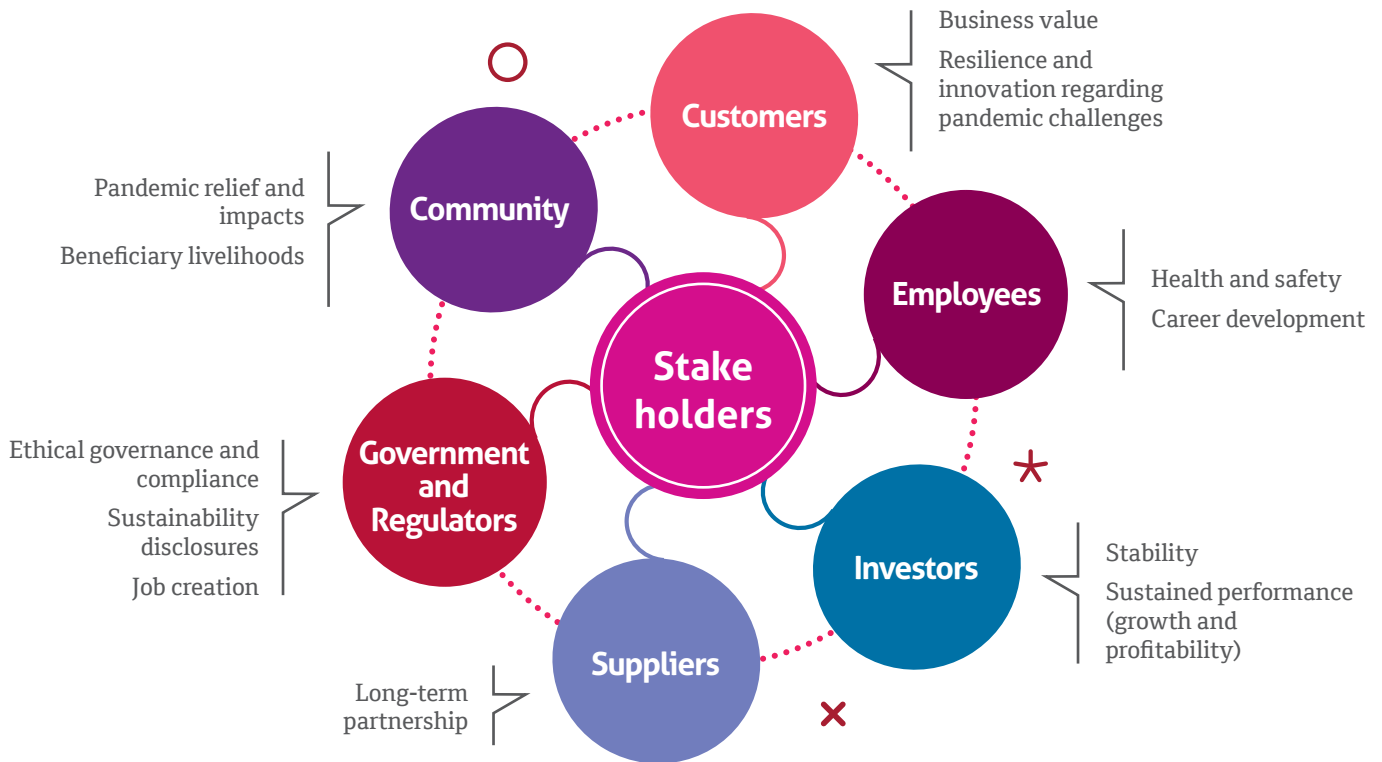 Business value
Resilience and
innovation regarding
pandemic challenges
Customers
Pandemic relief and
impacts
Beneficiary livelihoods
Community
Employees
Health and safety
Career development
Stake
holders
Ethical governance and
compliance
Sustainability
disclosures
Job creation
Government
and
Regulators
Investors
Stability
Sustained performance
(growth and
profitability)
Suppliers
Long-term
partnership